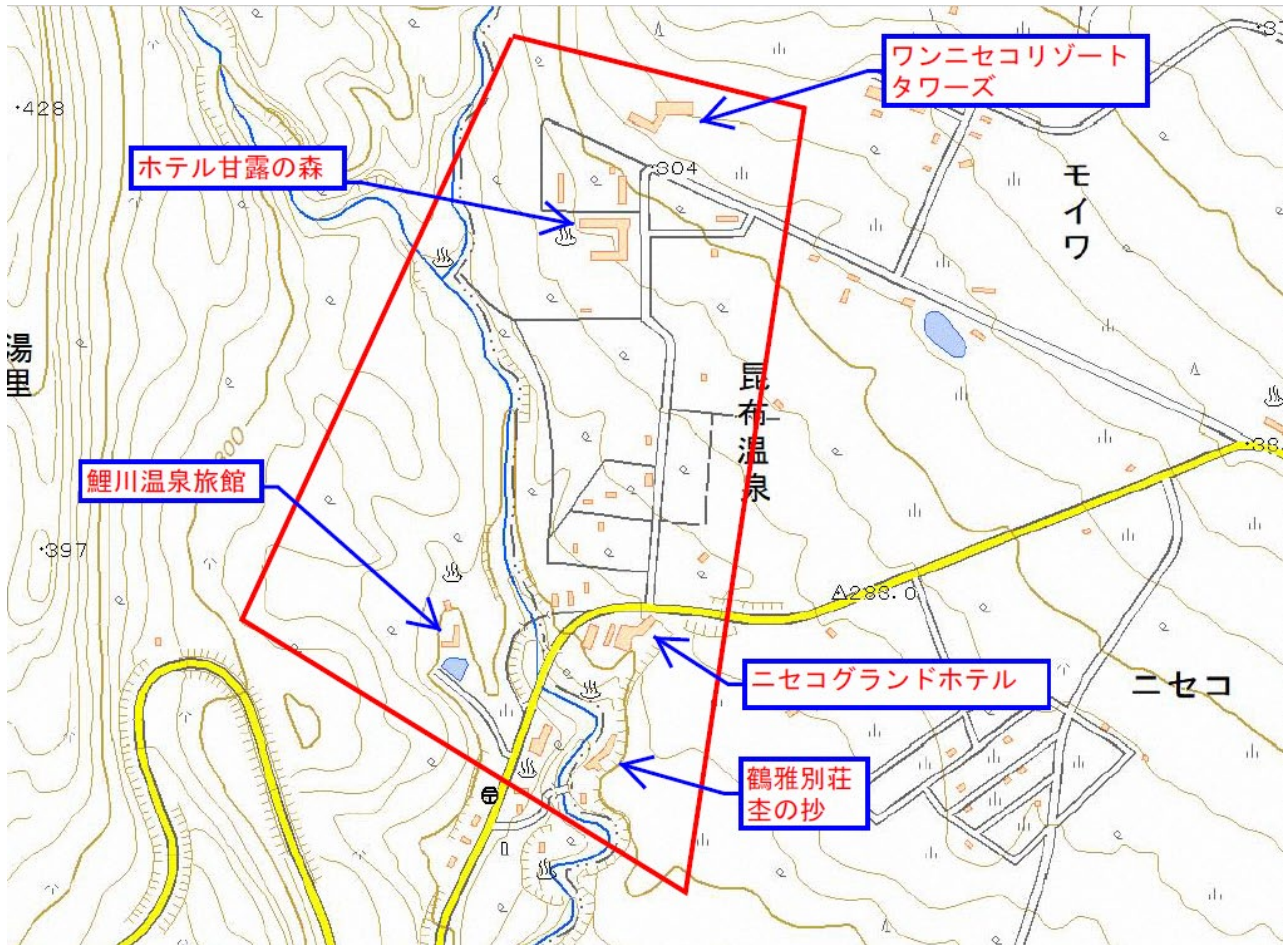 ワンニセコリゾート
タワーズ
・428
ホテル甘露の森
・304
モイワ
湯里
昆布温泉
300
鯉川温泉旅館
・397
△288.0
ニセコグランドホテル
ニセコ
鶴雅別荘
杢の抄